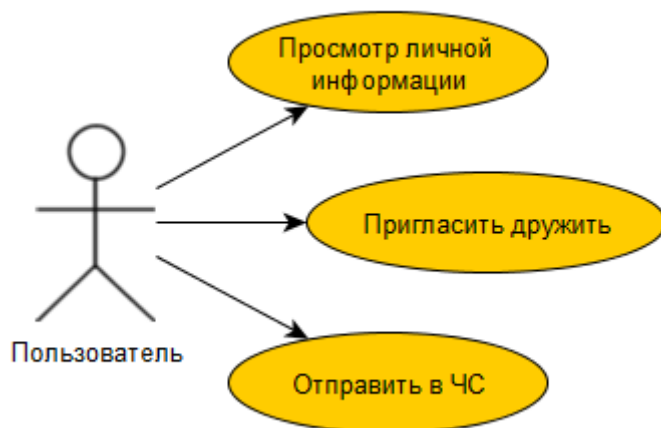 Просмотр личной
информации
Пригласить дружить
Пользователь
Отправить в ЧС